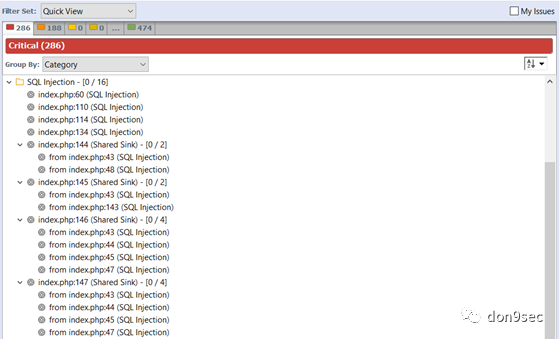 Filter Set: Quick View My Issues
286 188 0 0 ... 474
Critical (286)
Group By: Category
SQL Injection - [0 / 16]
index.php:60 (SQL Injection)
index.php:110 (SQL Injection)
index.php:114 (SQL Injection)
index.php:134 (SQL Injection)
index.php:144 (Shared Sink) - [0 / 2]
from index.php:43 (SQL Injection)
from index.php:48 (SQL Injection)
index.php:145 (Shared Sink) - [0 / 2]
from index.php:43 (SQL Injection)
from index.php:143 (SQL Injection)
index.php:146 (Shared Sink) - [0 / 4]
from index.php:43 (SQL Injection)
from index.php:44 (SQL Injection)
from index.php:45 (SQL Injection)
from index.php:47 (SQL Injection)
index.php:147 (Shared Sink) - [0 / 4]
from index.php:43 (SQL Injection)
from index.php:44 (SQL Injection)
from index.php:45 (SQL Injection)
from index.php:47 (SQL Injection)
don9sec